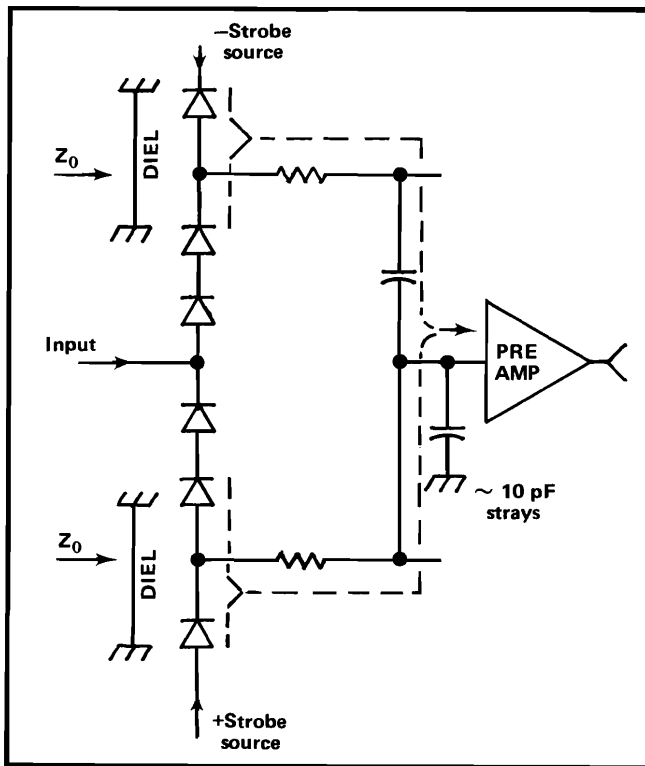 —Strobe
source
Z₀
DIEL
Input
PRE
AMP
~ 10 pF
strays
Z₀
DIEL
+Strobe
source